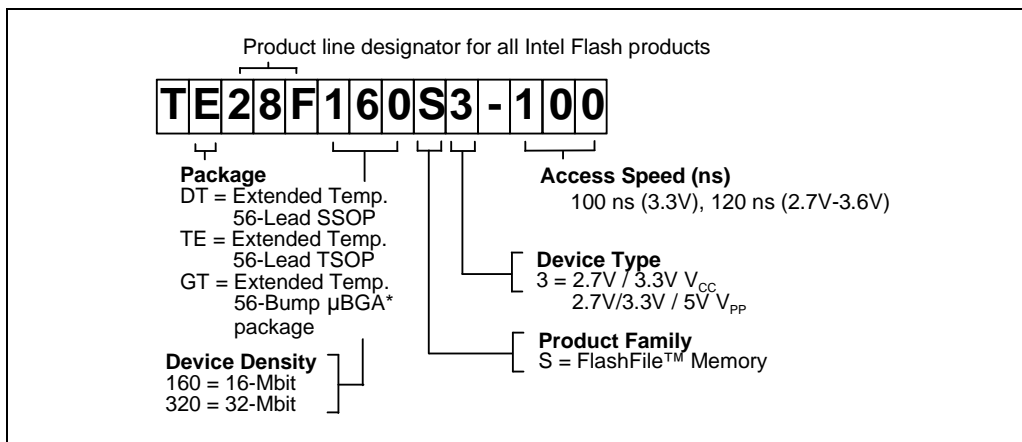 Product line designator for all Intel Flash products
TE28F160S3-100
Package
DT = Extended Temp.
56-Lead SSOP
TE = Extended Temp.
56-Lead TSOP
GT = Extended Temp.
56-Bump µBGA*
package
Device Density
160 = 16-Mbit
320 = 32-Mbit
Access Speed (ns)
100 ns (3.3V), 120 ns (2.7V-3.6V)
Device Type
3 = 2.7V / 3.3V VCC
2.7V/3.3V / 5V VPP
Product Family
S = FlashFile™ Memory